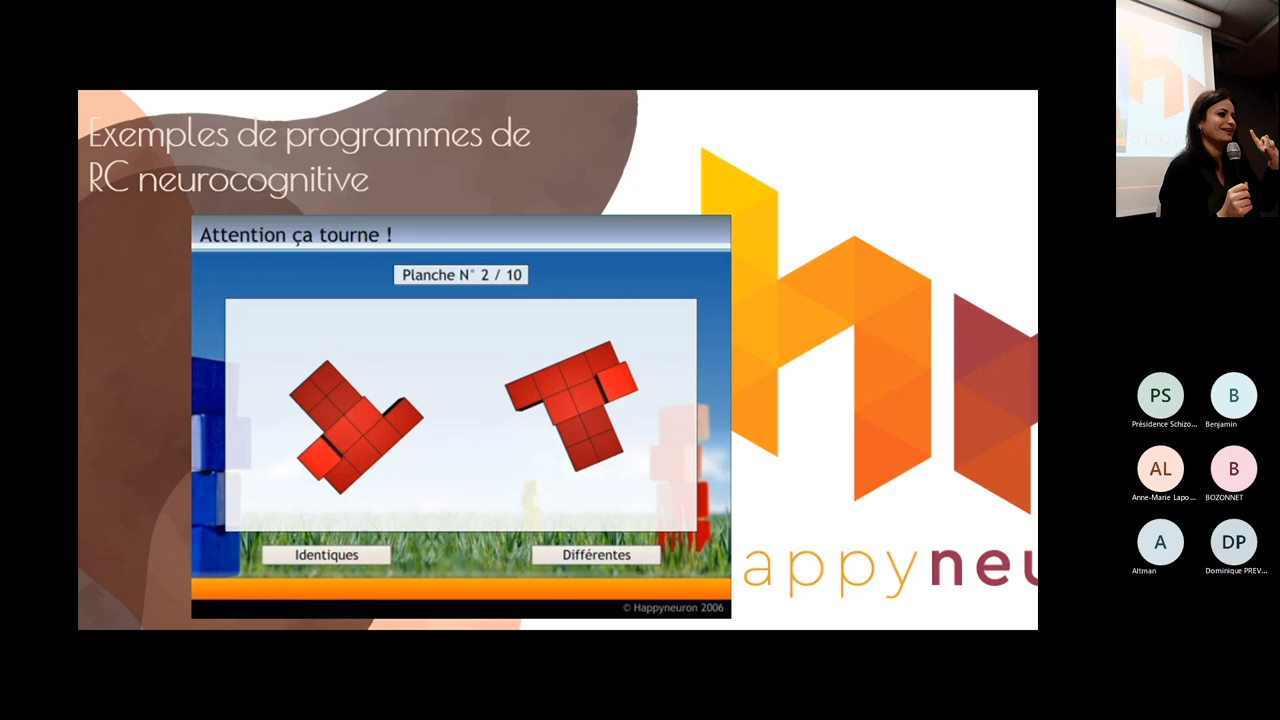 Exemples de programmes de
RC neurocognitive
Attention ça tourne !
Planche N° 2 / 10
Identiques
Différentes
© Happyneuron 2006
appyneu
PS
Présidence Schizo...
B
Benjamin
AL
Anne-Marie Lapo...
B
BOZONNET
A
Altman
DP
Dominique PREV...